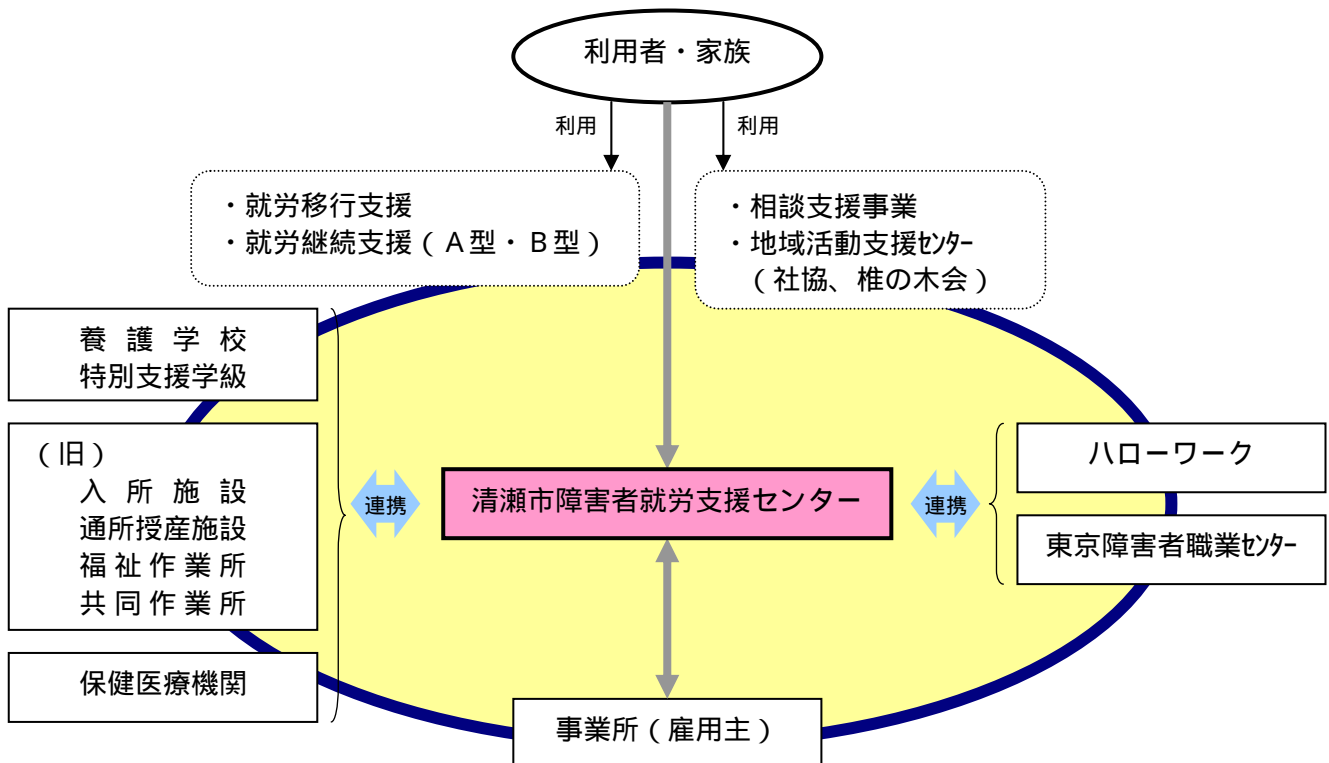 利用者・家族
利用
利用
・就労移行支援
・就労継続支援（Ａ型・Ｂ型）
・相談支援事業
・地域活動支援ｾﾝﾀｰ
（社協、椎の木会）
養護学校
特別支援学級
（旧）
入所施設
通所授産施設
福祉作業所
共同作業所
保健医療機関
連携
清瀬市障害者就労支援センター
連携
ハローワーク
東京障害者職業ｾﾝﾀｰ
事業所（雇用主）